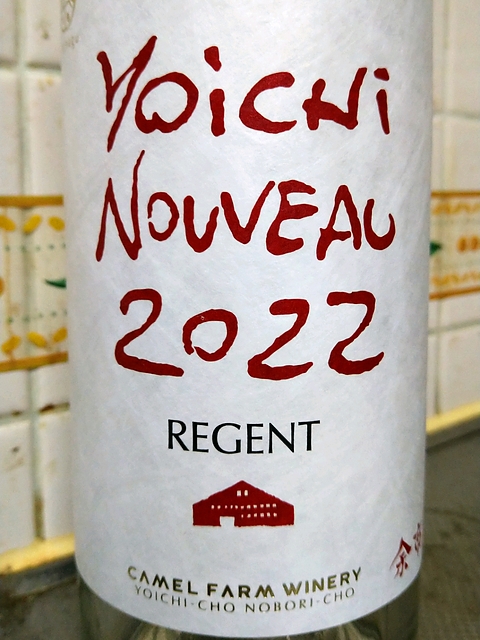 YOiCHi
NOUVEAU
2022
REGENT
CAMEL FARM WINERY
YOICHI-CHO NOBORI-CHO